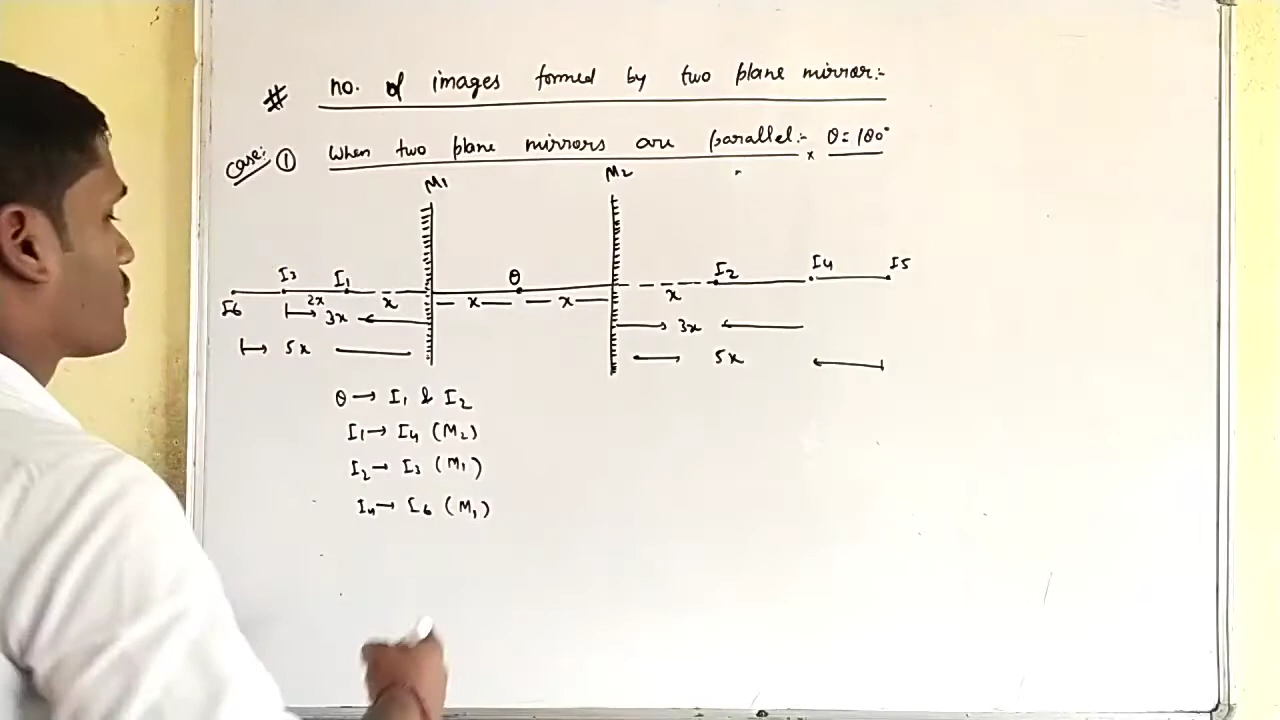 # no. of images formed by two plane mirror:-
Case: ① When two plane mirrors are parallel:- θ = 180°
M1 M2
I3 I1 θ I2 I4 I5
I6 2x x x x x
3x 3x
5x 5x
θ → I1 & I2
I1 → I4 (M2)
I2 → I3 (M1)
I4 → I6 (M1)